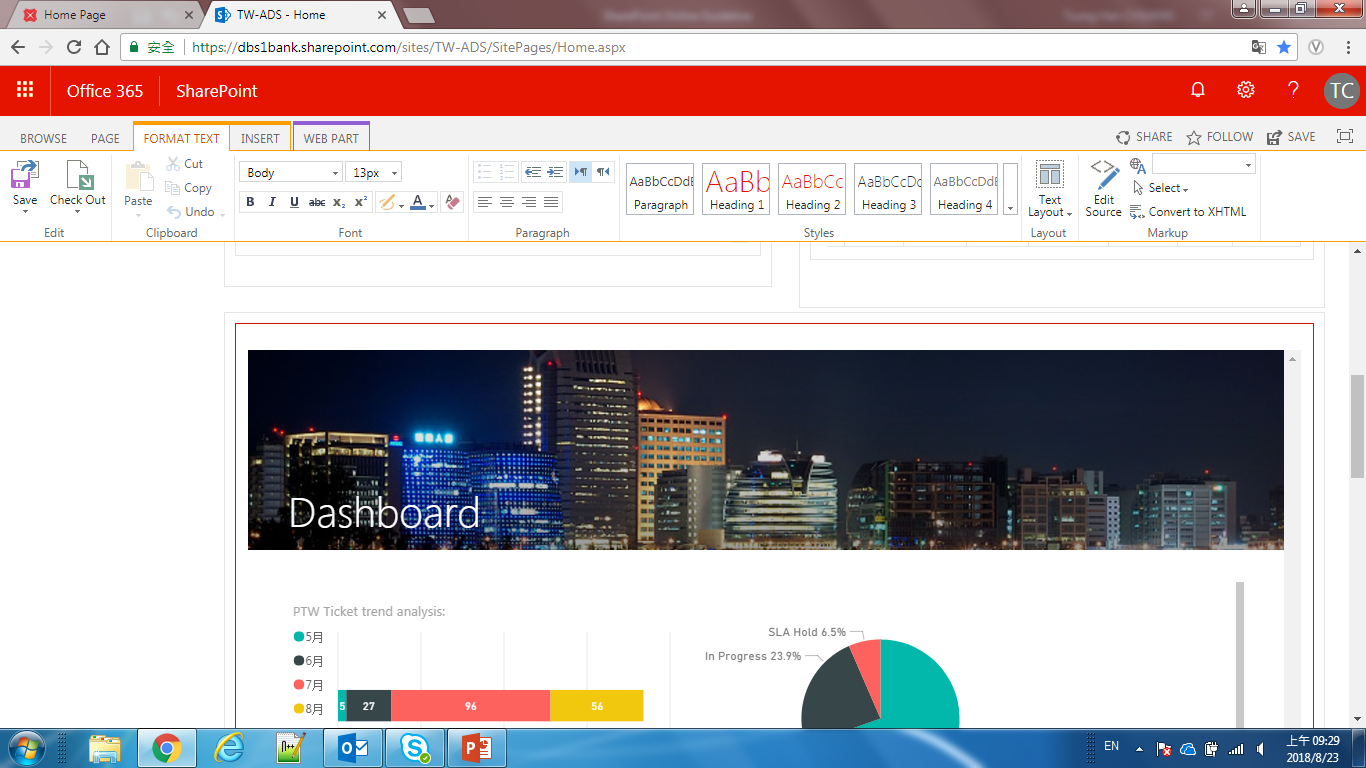 Home Page
TW-ADS - Home
安全
https://dbs1bank.sharepoint.com/sites/TW-ADS/SitePages/Home.aspx
V
Office 365
SharePoint
?
TC
BROWSE
PAGE
FORMAT TEXT
INSERT
WEB PART
SHARE
FOLLOW
SAVE
Save
Check Out
Paste
Cut
Copy
Undo
Body
13px
B I U abc x₂ x²
A
AaBbCcDdE
AaBb
AaBbCc
AaBbCcDc
AaBbCcDdE
Paragraph
Heading 1
Heading 2
Heading 3
Heading 4
Text
Layout
Edit
Source
Select
Convert to XHTML
Edit
Clipboard
Font
Paragraph
Styles
Layout
Markup
Dashboard
PTW Ticket trend analysis:
5月
6月
7月
8月
5 27 96 56
SLA Hold 6.5%
In Progress 23.9%
EN
上午 09:29
2018/8/23